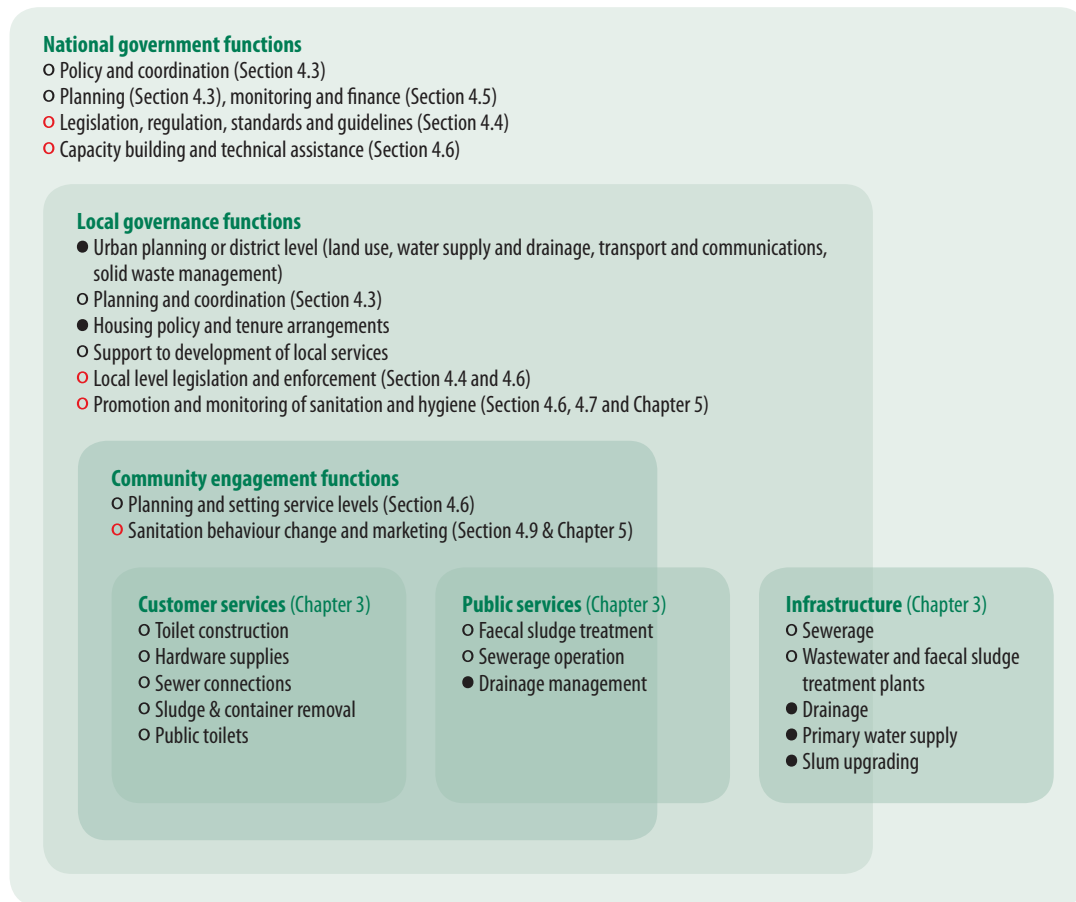 National government functions
o Policy and coordination (Section 4.3)
o Planning (Section 4.3), monitoring and finance (Section 4.5)
o Legislation, regulation, standards and guidelines (Section 4.4)
o Capacity building and technical assistance (Section 4.6)
Local governance functions
● Urban planning or district level (land use, water supply and drainage, transport and communications,
solid waste management)
o Planning and coordination (Section 4.3)
● Housing policy and tenure arrangements
o Support to development of local services
o Local level legislation and enforcement (Section 4.4 and 4.6)
o Promotion and monitoring of sanitation and hygiene (Section 4.6, 4.7 and Chapter 5)
Community engagement functions
o Planning and setting service levels (Section 4.6)
o Sanitation behaviour change and marketing (Section 4.9 & Chapter 5)
Customer services (Chapter 3)
o Toilet construction
o Hardware supplies
o Sewer connections
o Sludge & container removal
o Public toilets
Public services (Chapter 3)
o Faecal sludge treatment
o Sewerage operation
● Drainage management
Infrastructure (Chapter 3)
o Sewerage
o Wastewater and faecal sludge
treatment plants
● Drainage
● Primary water supply
● Slum upgrading